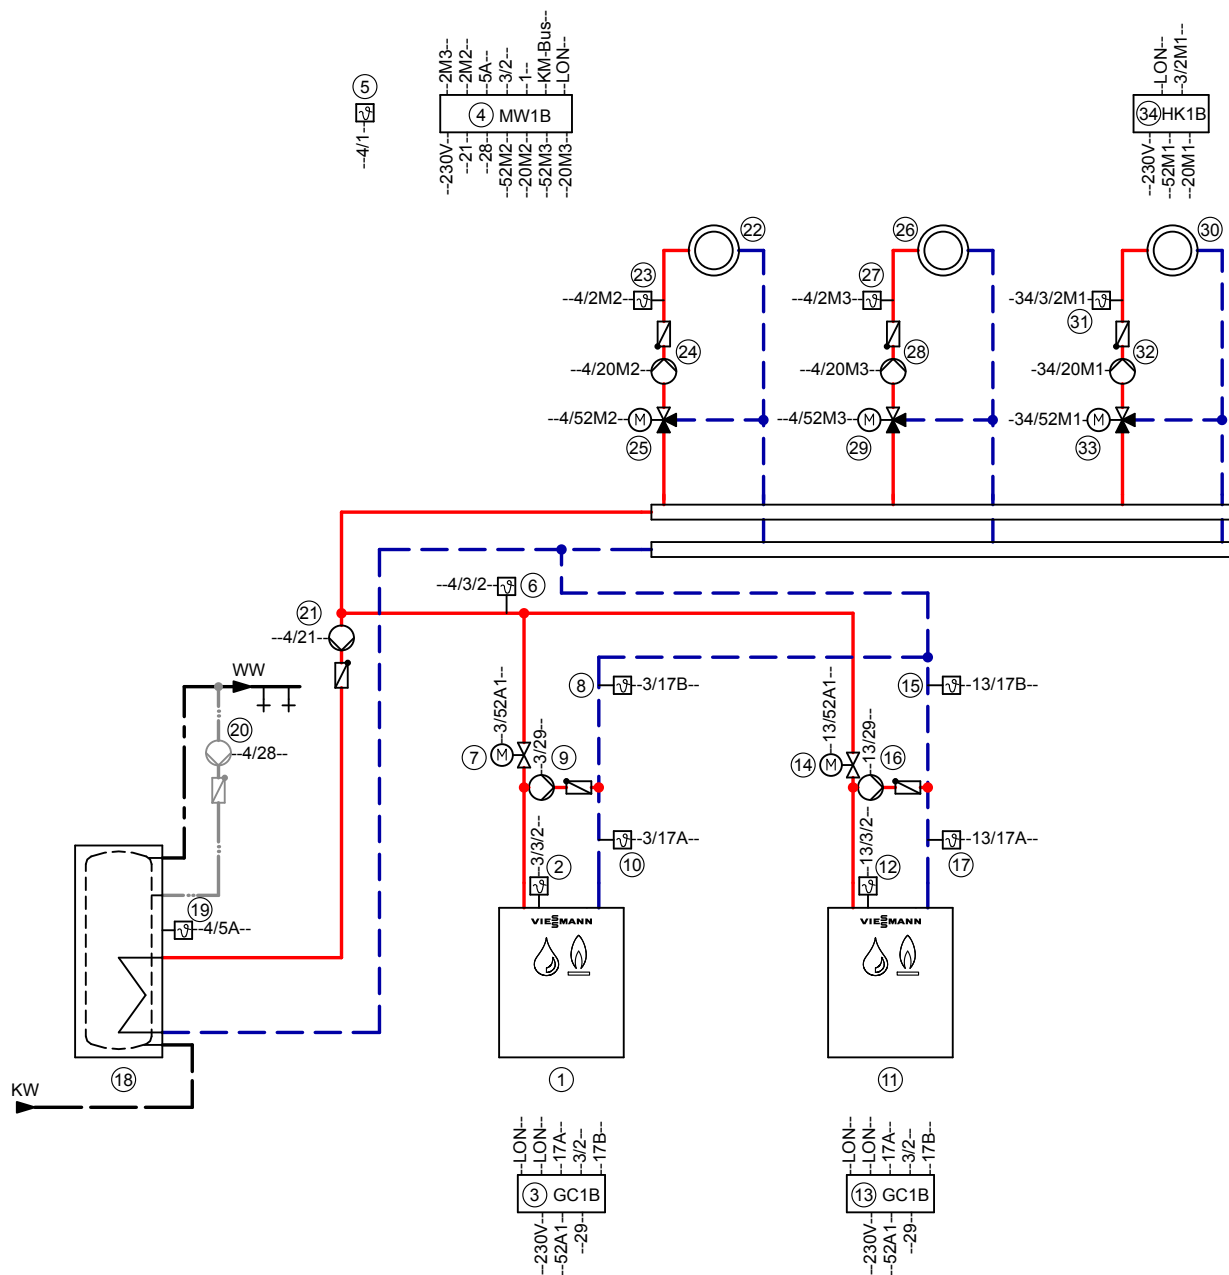 --2M3--
--2M2--
--5A--
--3/2--
--1--
--KM-Bus--
--LON--
4 MW1B
--230V--
--21--
--28--
--52M2--
--20M2--
--52M3--
--20M3--
5
--4/1--
--LON--
--3/2M1--
34 HK1B
--230V--
--52M1--
--20M1--
22
26
30
23
27
--4/2M2--
--4/2M3--
-34/3/2M1-
31
24
28
32
--4/20M2--
--4/20M3--
-34/20M1-
--4/52M2--
M
--4/52M3--
M
-34/52M1-
M
25
29
33
--4/3/2--
6
21
--4/21--
WW
20
--4/28--
8
--3/17B--
15
--13/17B--
--3/52A1--
--3/29--
--13/52A1--
--13/29--
7
M
9
14
M
16
--3/17A--
10
--13/17A--
17
--3/3/2--
2
--13/3/2--
12
19
--4/5A--
VIESMANN
VIESMANN
18
1
11
KW
--LON--
--LON--
--17A--
--3/2--
--17B--
3 GC1B
--230V--
--52A1--
--29--
--LON--
--LON--
--17A--
--3/2--
--17B--
13 GC1B
--230V--
--52A1--
--29--